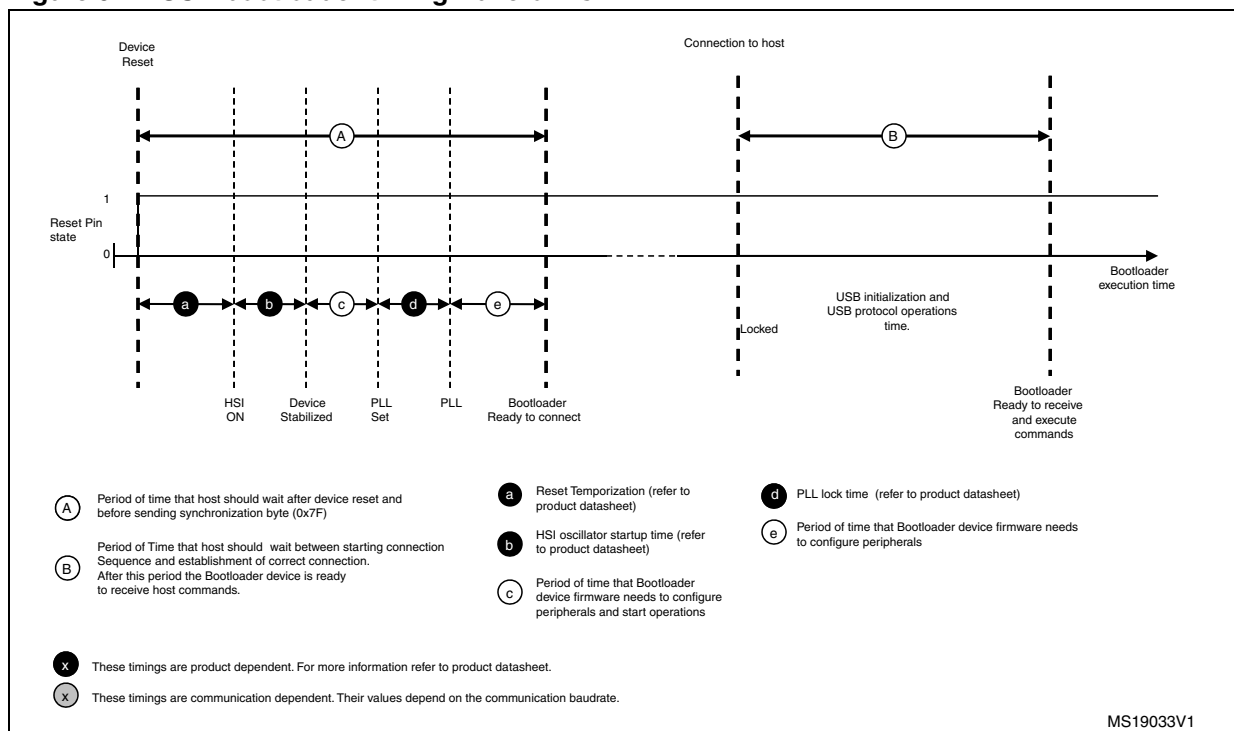 Device
Reset
Connection to host
A
B
1
Reset Pin
state
0
Bootloader
execution time
a
b
c
d
e
USB initialization and
USB protocol operations
time.
Locked
HSI
ON
Device
Stabilized
PLL
Set
PLL
Bootloader
Ready to connect
Bootloader
Ready to receive
and execute
commands
A
Period of time that host should wait after device reset and
before sending synchronization byte (0x7F)
B
Period of Time that host should wait between starting connection
Sequence and establishment of correct connection.
After this period the Bootloader device is ready
to receive host commands.
a
Reset Temporization (refer to
product datasheet)
b
HSI oscillator startup time (refer
to product datasheet)
c
Period of time that Bootloader
device firmware needs to configure
peripherals and start operations
d
PLL lock time (refer to product datasheet)
e
Period of time that Bootloader device firmware needs
to configure peripherals
x
These timings are product dependent. For more information refer to product datasheet.
x
These timings are communication dependent. Their values depend on the communication baudrate.
MS19033V1